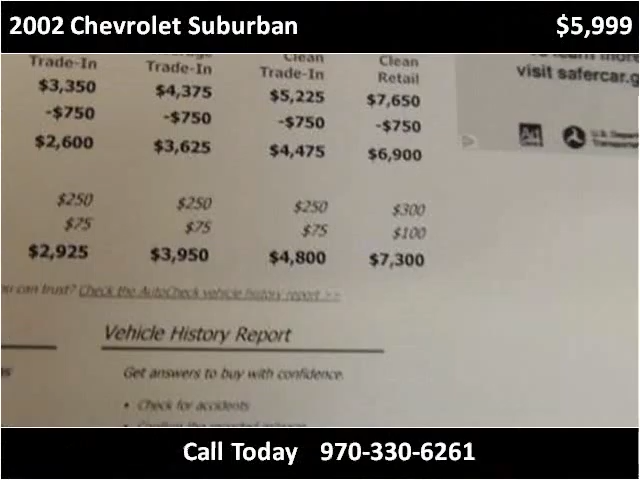 2002 Chevrolet Suburban $5,999
Trade-In Trade-In Clean Trade-In Clean Retail
$3,350 $4,375 $5,225 $7,650
-$750 -$750 -$750 -$750
$2,600 $3,625 $4,475 $6,900
$250 $250 $250 $300
$75 $75 $75 $100
$2,925 $3,950 $4,800 $7,300
visit safercar.g
Ad
U.S.
can trust? Check the AutoCheck vehicle history report >>
Vehicle History Report
Get answers to buy with confidence.
• Check for accidents
Call Today 970-330-6261